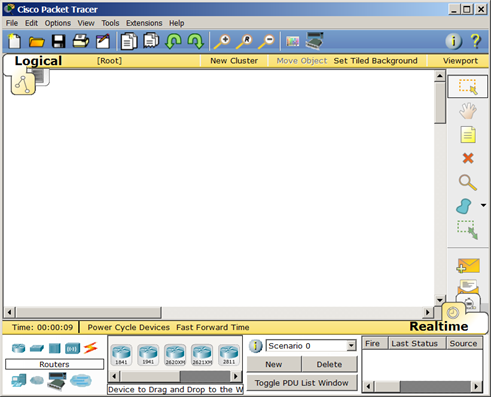 Cisco Packet Tracer
File Edit Options View Tools Extensions Help
Logical [Root] New Cluster Move Object Set Tiled Background Viewport
Time: 00:00:09 Power Cycle Devices Fast Forward Time Realtime
Scenario 0
Fire Last Status Source
Routers
1841 1941 2620XM 2621XM 2811
New Delete
Toggle PDU List Window
Device to Drag and Drop to the W